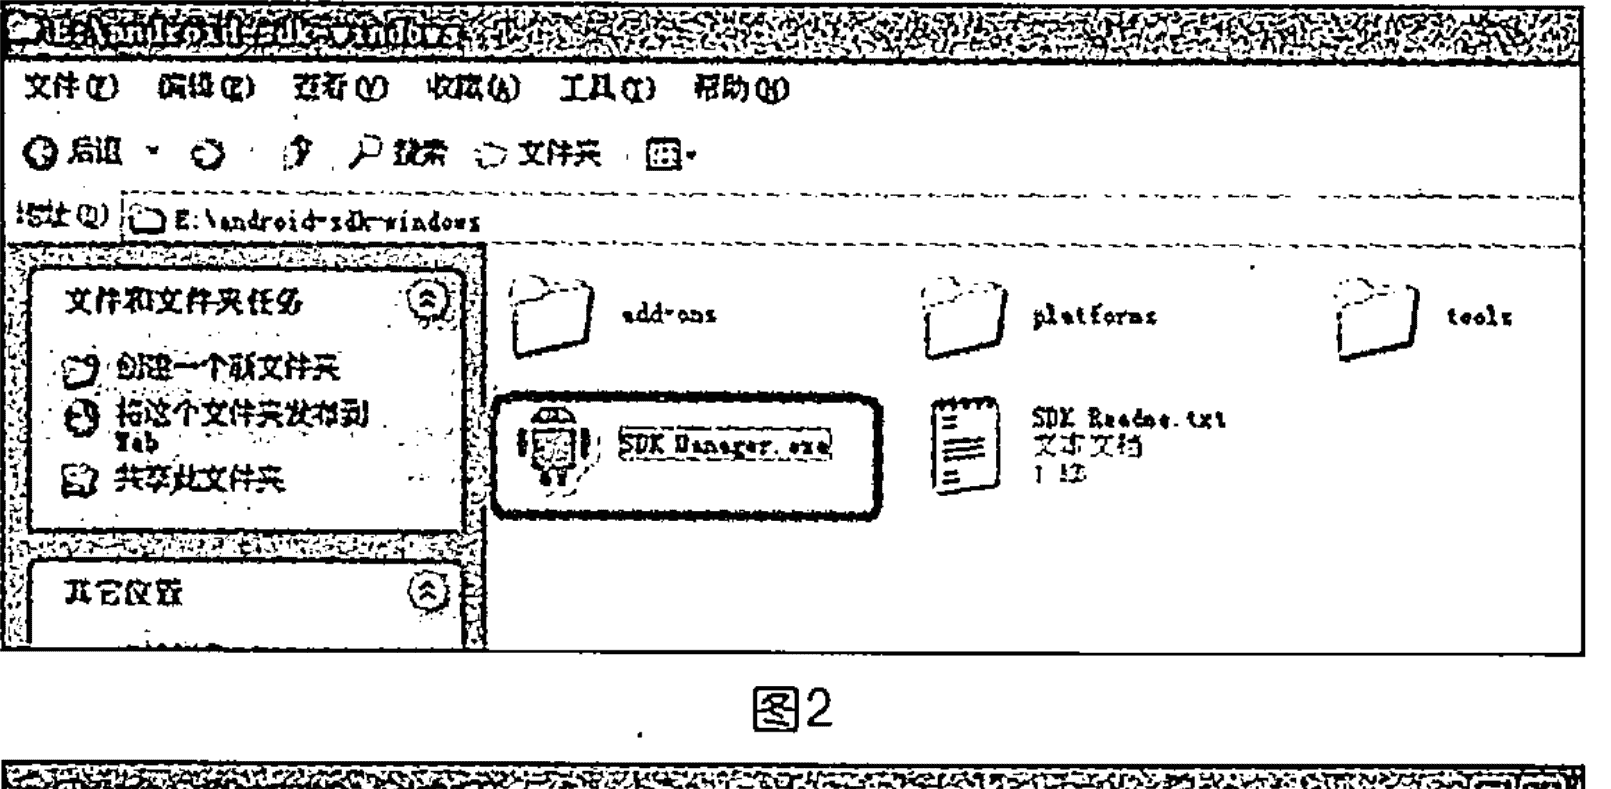 E:\android-sdk-windows
文件(F) 编辑(E) 查看(V) 收藏(A) 工具(T) 帮助(H)
后退 搜索 文件夹
地址(D) E:\android-sdk-windows
文件和文件夹任务
创建一个新文件夹
将这个文件夹发布到
Web
共享此文件夹
其它位置
add-ons platforms tools
SDK Manager.exe
SDK Readme.txt
文本文档
1 KB
图2